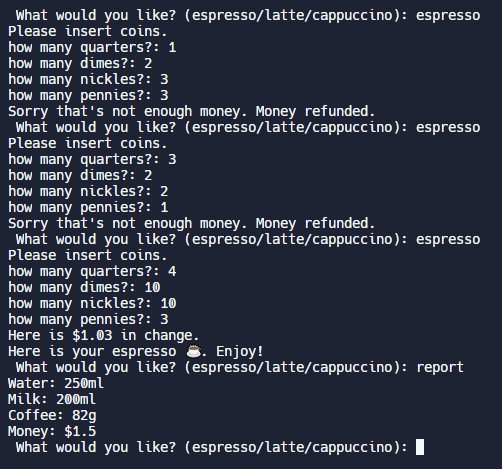 What would you like? (espresso/latte/cappuccino): espresso
Please insert coins.
how many quarters?: 1
how many dimes?: 2
how many nickles?: 3
how many pennies?: 3
Sorry that's not enough money. Money refunded.
What would you like? (espresso/latte/cappuccino): espresso
Please insert coins.
how many quarters?: 3
how many dimes?: 2
how many nickles?: 2
how many pennies?: 1
Sorry that's not enough money. Money refunded.
What would you like? (espresso/latte/cappuccino): espresso
Please insert coins.
how many quarters?: 4
how many dimes?: 10
how many nickles?: 10
how many pennies?: 3
Here is $1.03 in change.
Here is your espresso ☕. Enjoy!
What would you like? (espresso/latte/cappuccino): report
Water: 250ml
Milk: 200ml
Coffee: 82g
Money: $1.5
What would you like? (espresso/latte/cappuccino):